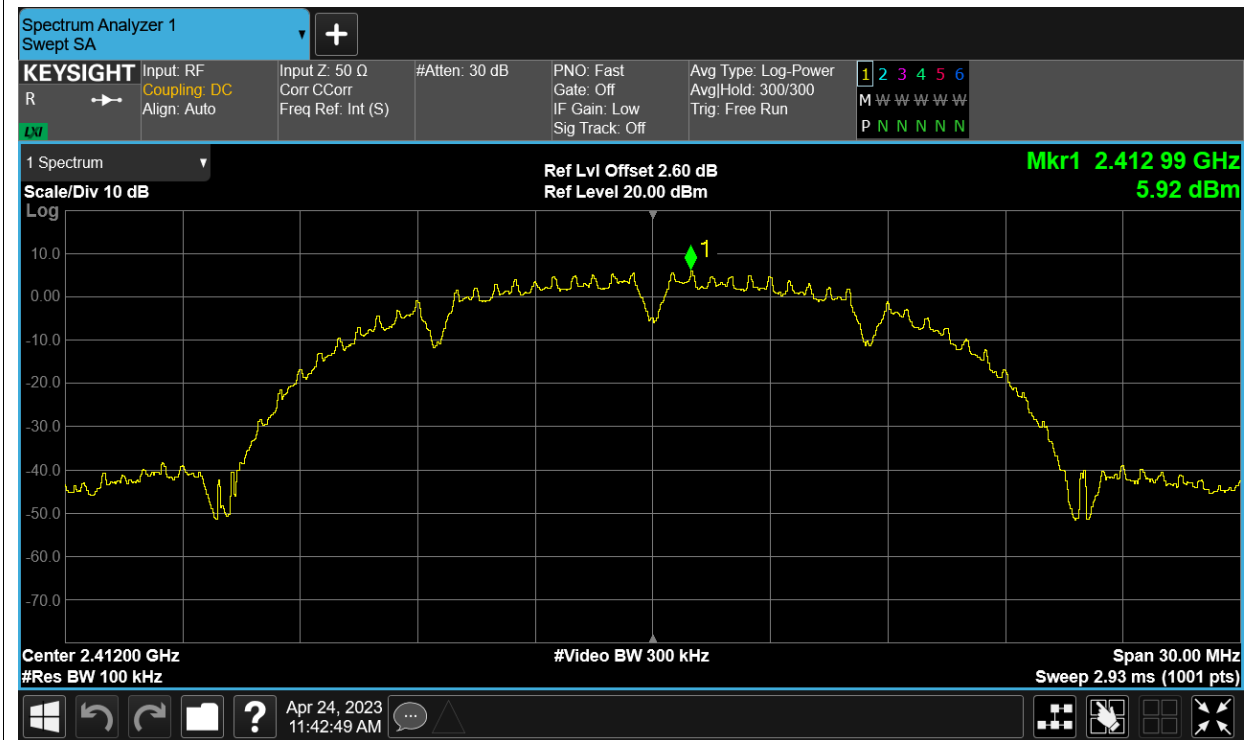 Spectrum Analyzer 1
Swept SA
KEYSIGHT
R
LXI
Input: RF
Coupling: DC
Align: Auto
Input Z: 50 Ω
Corr CCorr
Freq Ref: Int (S)
#Atten: 30 dB
PNO: Fast
Gate: Off
IF Gain: Low
Sig Track: Off
Avg Type: Log-Power
Avg|Hold: 300/300
Trig: Free Run
1 2 3 4 5 6
M W W W W W
P N N N N N
1 Spectrum
Scale/Div 10 dB
Ref Lvl Offset 2.60 dB
Ref Level 20.00 dBm
Mkr1 2.412 99 GHz
5.92 dBm
Log
10.0
0.00
-10.0
-20.0
-30.0
-40.0
-50.0
-60.0
-70.0
1
Center 2.41200 GHz
#Res BW 100 kHz
#Video BW 300 kHz
Span 30.00 MHz
Sweep 2.93 ms (1001 pts)
?
Apr 24, 2023
11:42:49 AM